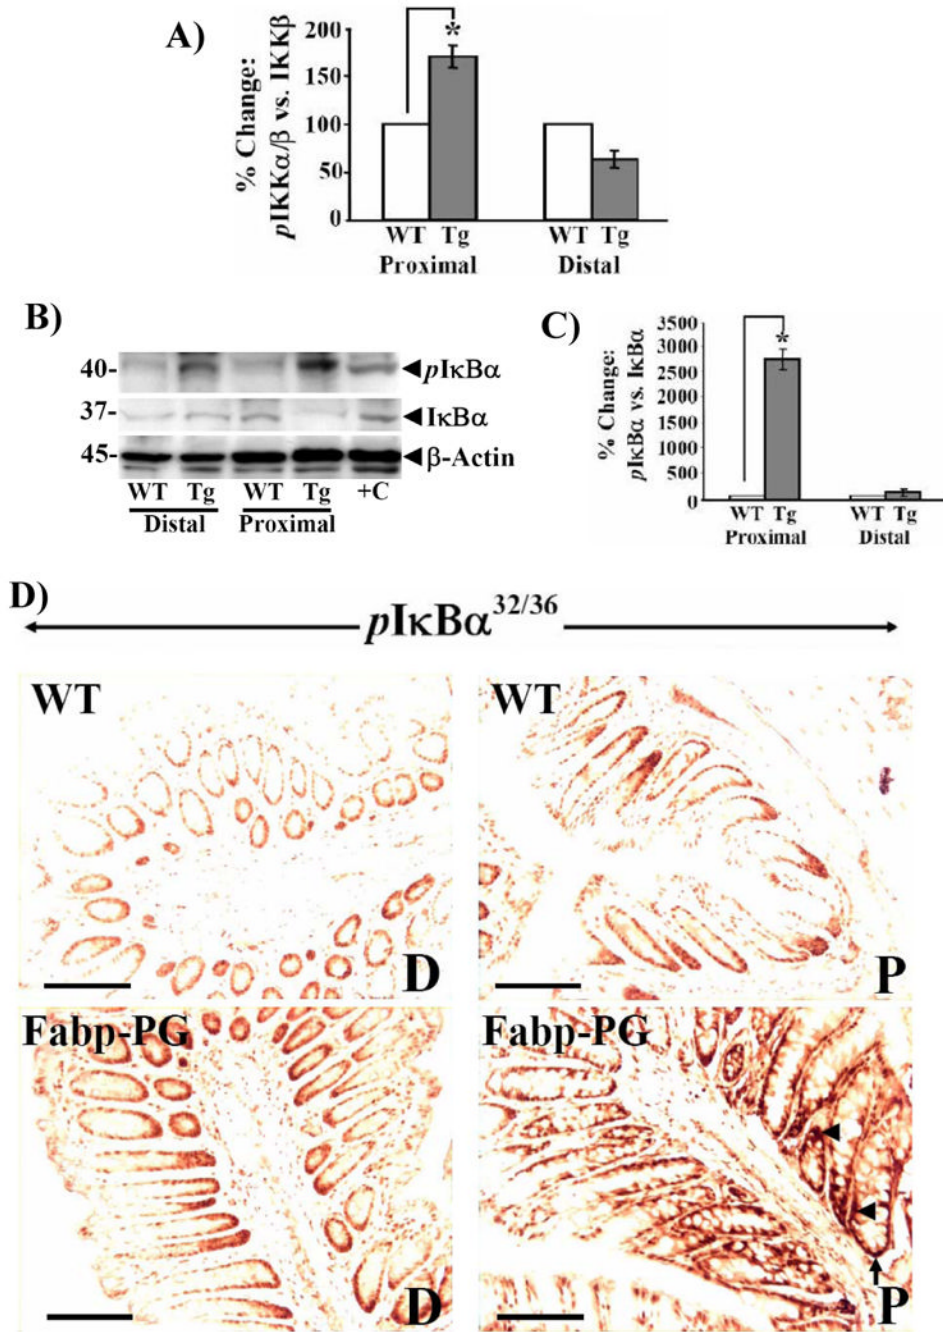 A)
% Change:
pIKKα/β vs. IKKβ
200
150
100
50
0
*
WT Tg WT Tg
Proximal Distal
B)
40-
pIκBα
37-
IκBα
45-
β-Actin
WT Tg WT Tg +C
Distal Proximal
C)
% Change:
pIκBα vs. IκBα
3500
3000
2500
2000
1500
1000
500
0
*
WT Tg WT Tg
Proximal Distal
D)
pIκBα32/36
WT
D
WT
P
Fabp-PG
D
Fabp-PG
P